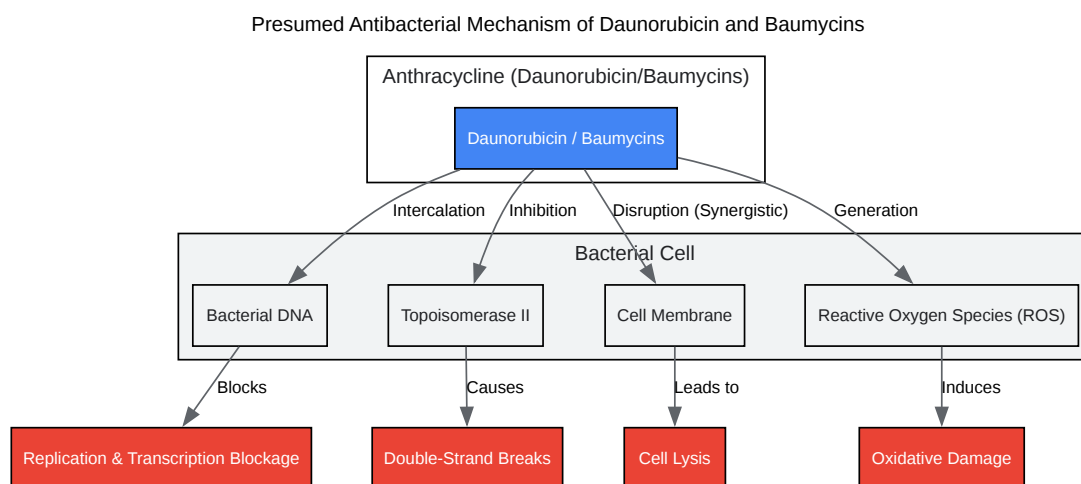 Presumed Antibacterial Mechanism of Daunorubicin and Baumycins
Anthracycline (Daunorubicin/Baumycins)
Daunorubicin / Baumycins
Intercalation
Inhibition
Disruption (Synergistic)
Generation
Bacterial Cell
Bacterial DNA
Topoisomerase II
Cell Membrane
Reactive Oxygen Species (ROS)
Blocks
Causes
Leads to
Induces
Replication & Transcription Blockage
Double-Strand Breaks
Cell Lysis
Oxidative Damage